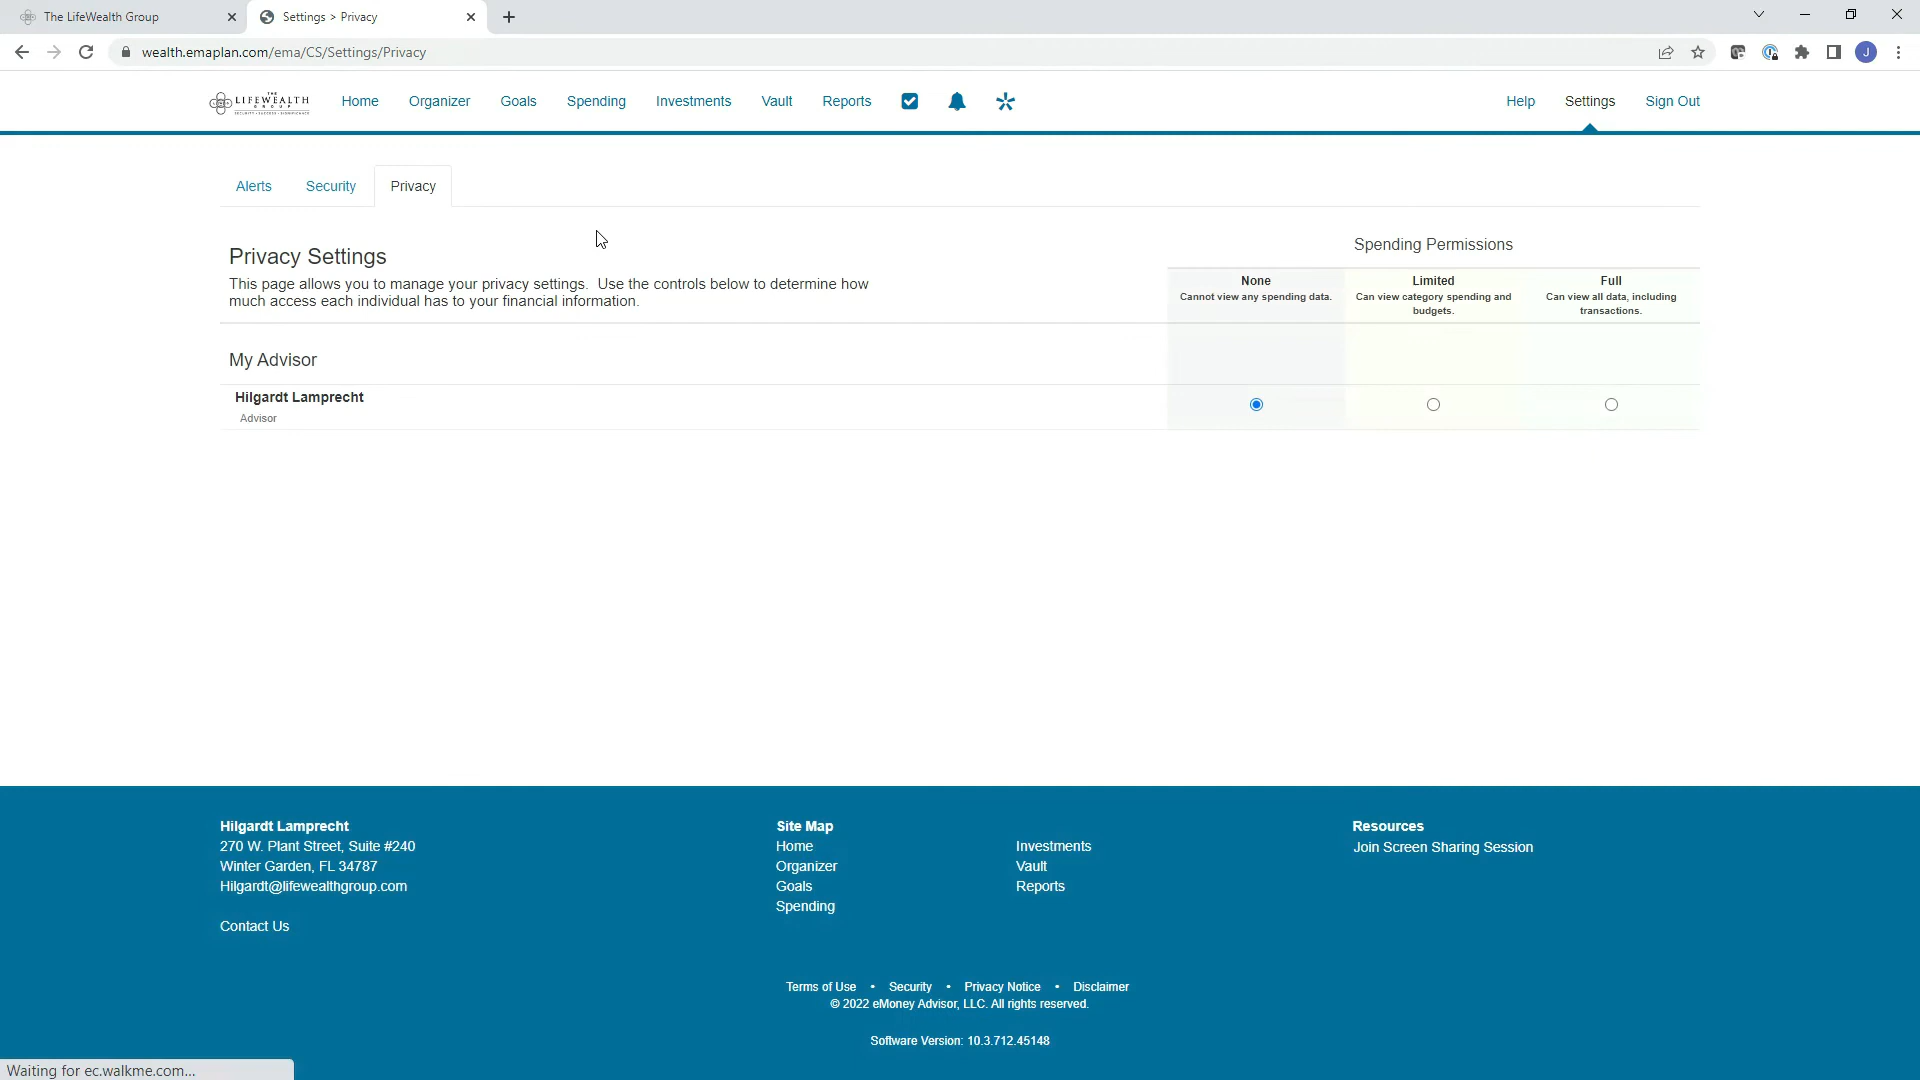 The LifeWealth Group
Settings > Privacy
wealth.emaplan.com/ema/CS/Settings/Privacy
J
THE
LIFEWEALTH
GROUP
SECURITY • SUCCESS • SIGNIFICANCE
Home
Organizer
Goals
Spending
Investments
Vault
Reports
Help
Settings
Sign Out
Alerts
Security
Privacy
Privacy Settings
This page allows you to manage your privacy settings. Use the controls below to determine how
much access each individual has to your financial information.
Spending Permissions
None
Cannot view any spending data.
Limited
Can view category spending and
budgets.
Full
Can view all data, including
transactions.
My Advisor
Hilgardt Lamprecht
Advisor
Hilgardt Lamprecht
270 W. Plant Street, Suite #240
Winter Garden, FL 34787
Hilgardt@lifewealthgroup.com
Contact Us
Site Map
Home
Organizer
Goals
Spending
Investments
Vault
Reports
Resources
Join Screen Sharing Session
Terms of Use • Security • Privacy Notice • Disclaimer
© 2022 eMoney Advisor, LLC. All rights reserved.
Software Version: 10.3.712.45148
Waiting for ec.walkme.com...